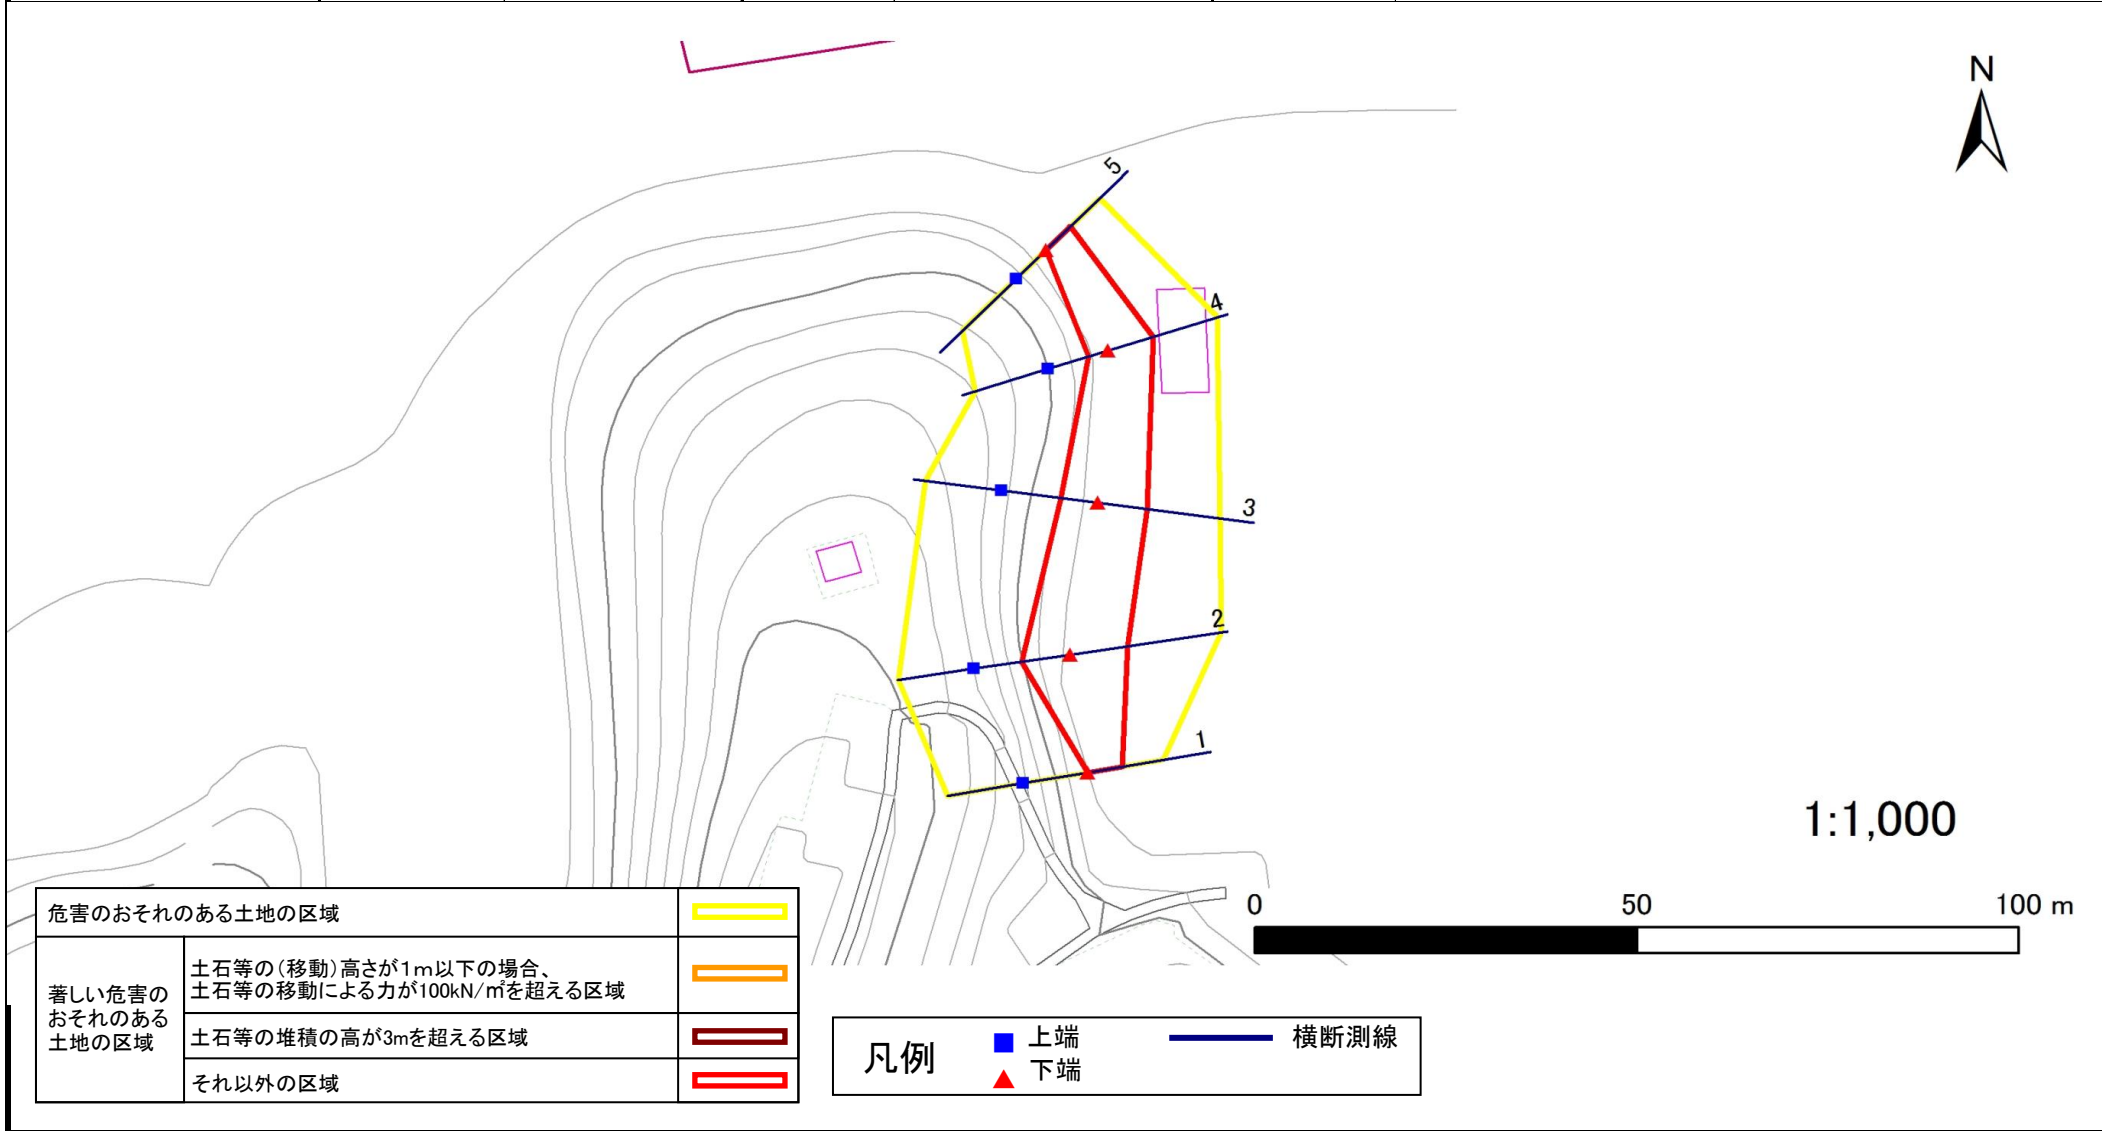 N
5
4
3
2
1
1:1,000
0 50 100 m
危害のおそれのある土地の区域
著しい危害の
おそれのある
土地の区域
土石等の(移動)高さが1m以下の場合、
土石等の移動による力が100kN/㎡を超える区域
土石等の堆積の高が3mを超える区域
それ以外の区域
凡例
上端
下端
横断測線